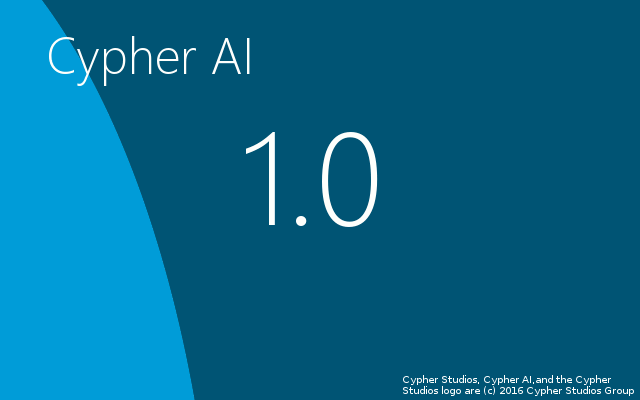 Cypher AI
1.0
Cypher Studios, Cypher AI,and the Cypher
Studios logo are (c) 2016 Cypher Studios Group